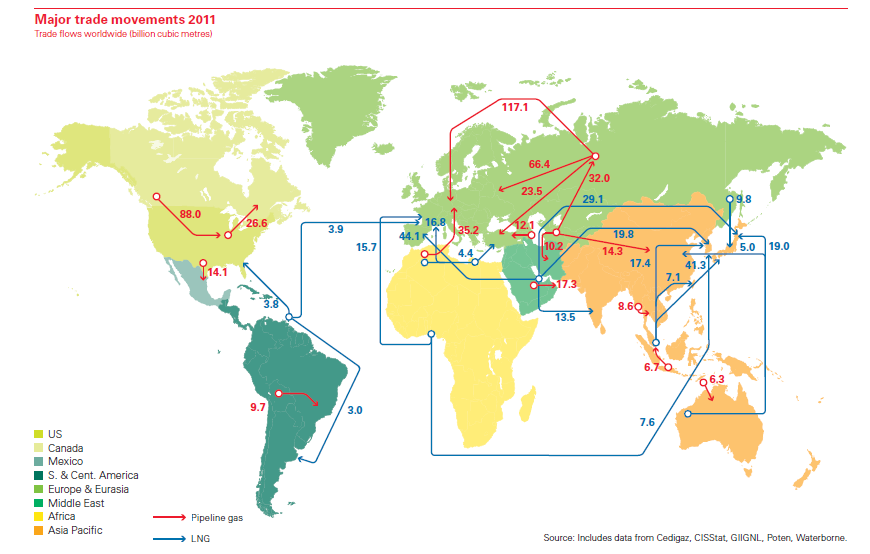 Major trade movements 2011
Trade flows worldwide (billion cubic metres)
117.1
66.4
32.0
23.5
29.1
9.8
88.0
26.6
3.9
16.8
35.2
12.1
19.8
44.1
15.7
4.4
10.2
14.3
5.0
19.0
17.4
41.3
14.1
7.1
17.3
3.8
13.5
8.6
6.7
6.3
9.7
3.0
7.6
US
Canada
Mexico
S. & Cent. America
Europe & Eurasia
Middle East
Africa
Asia Pacific
Pipeline gas
LNG
Source: Includes data from Cedigaz, CISStat, GIIGNL, Poten, Waterborne.